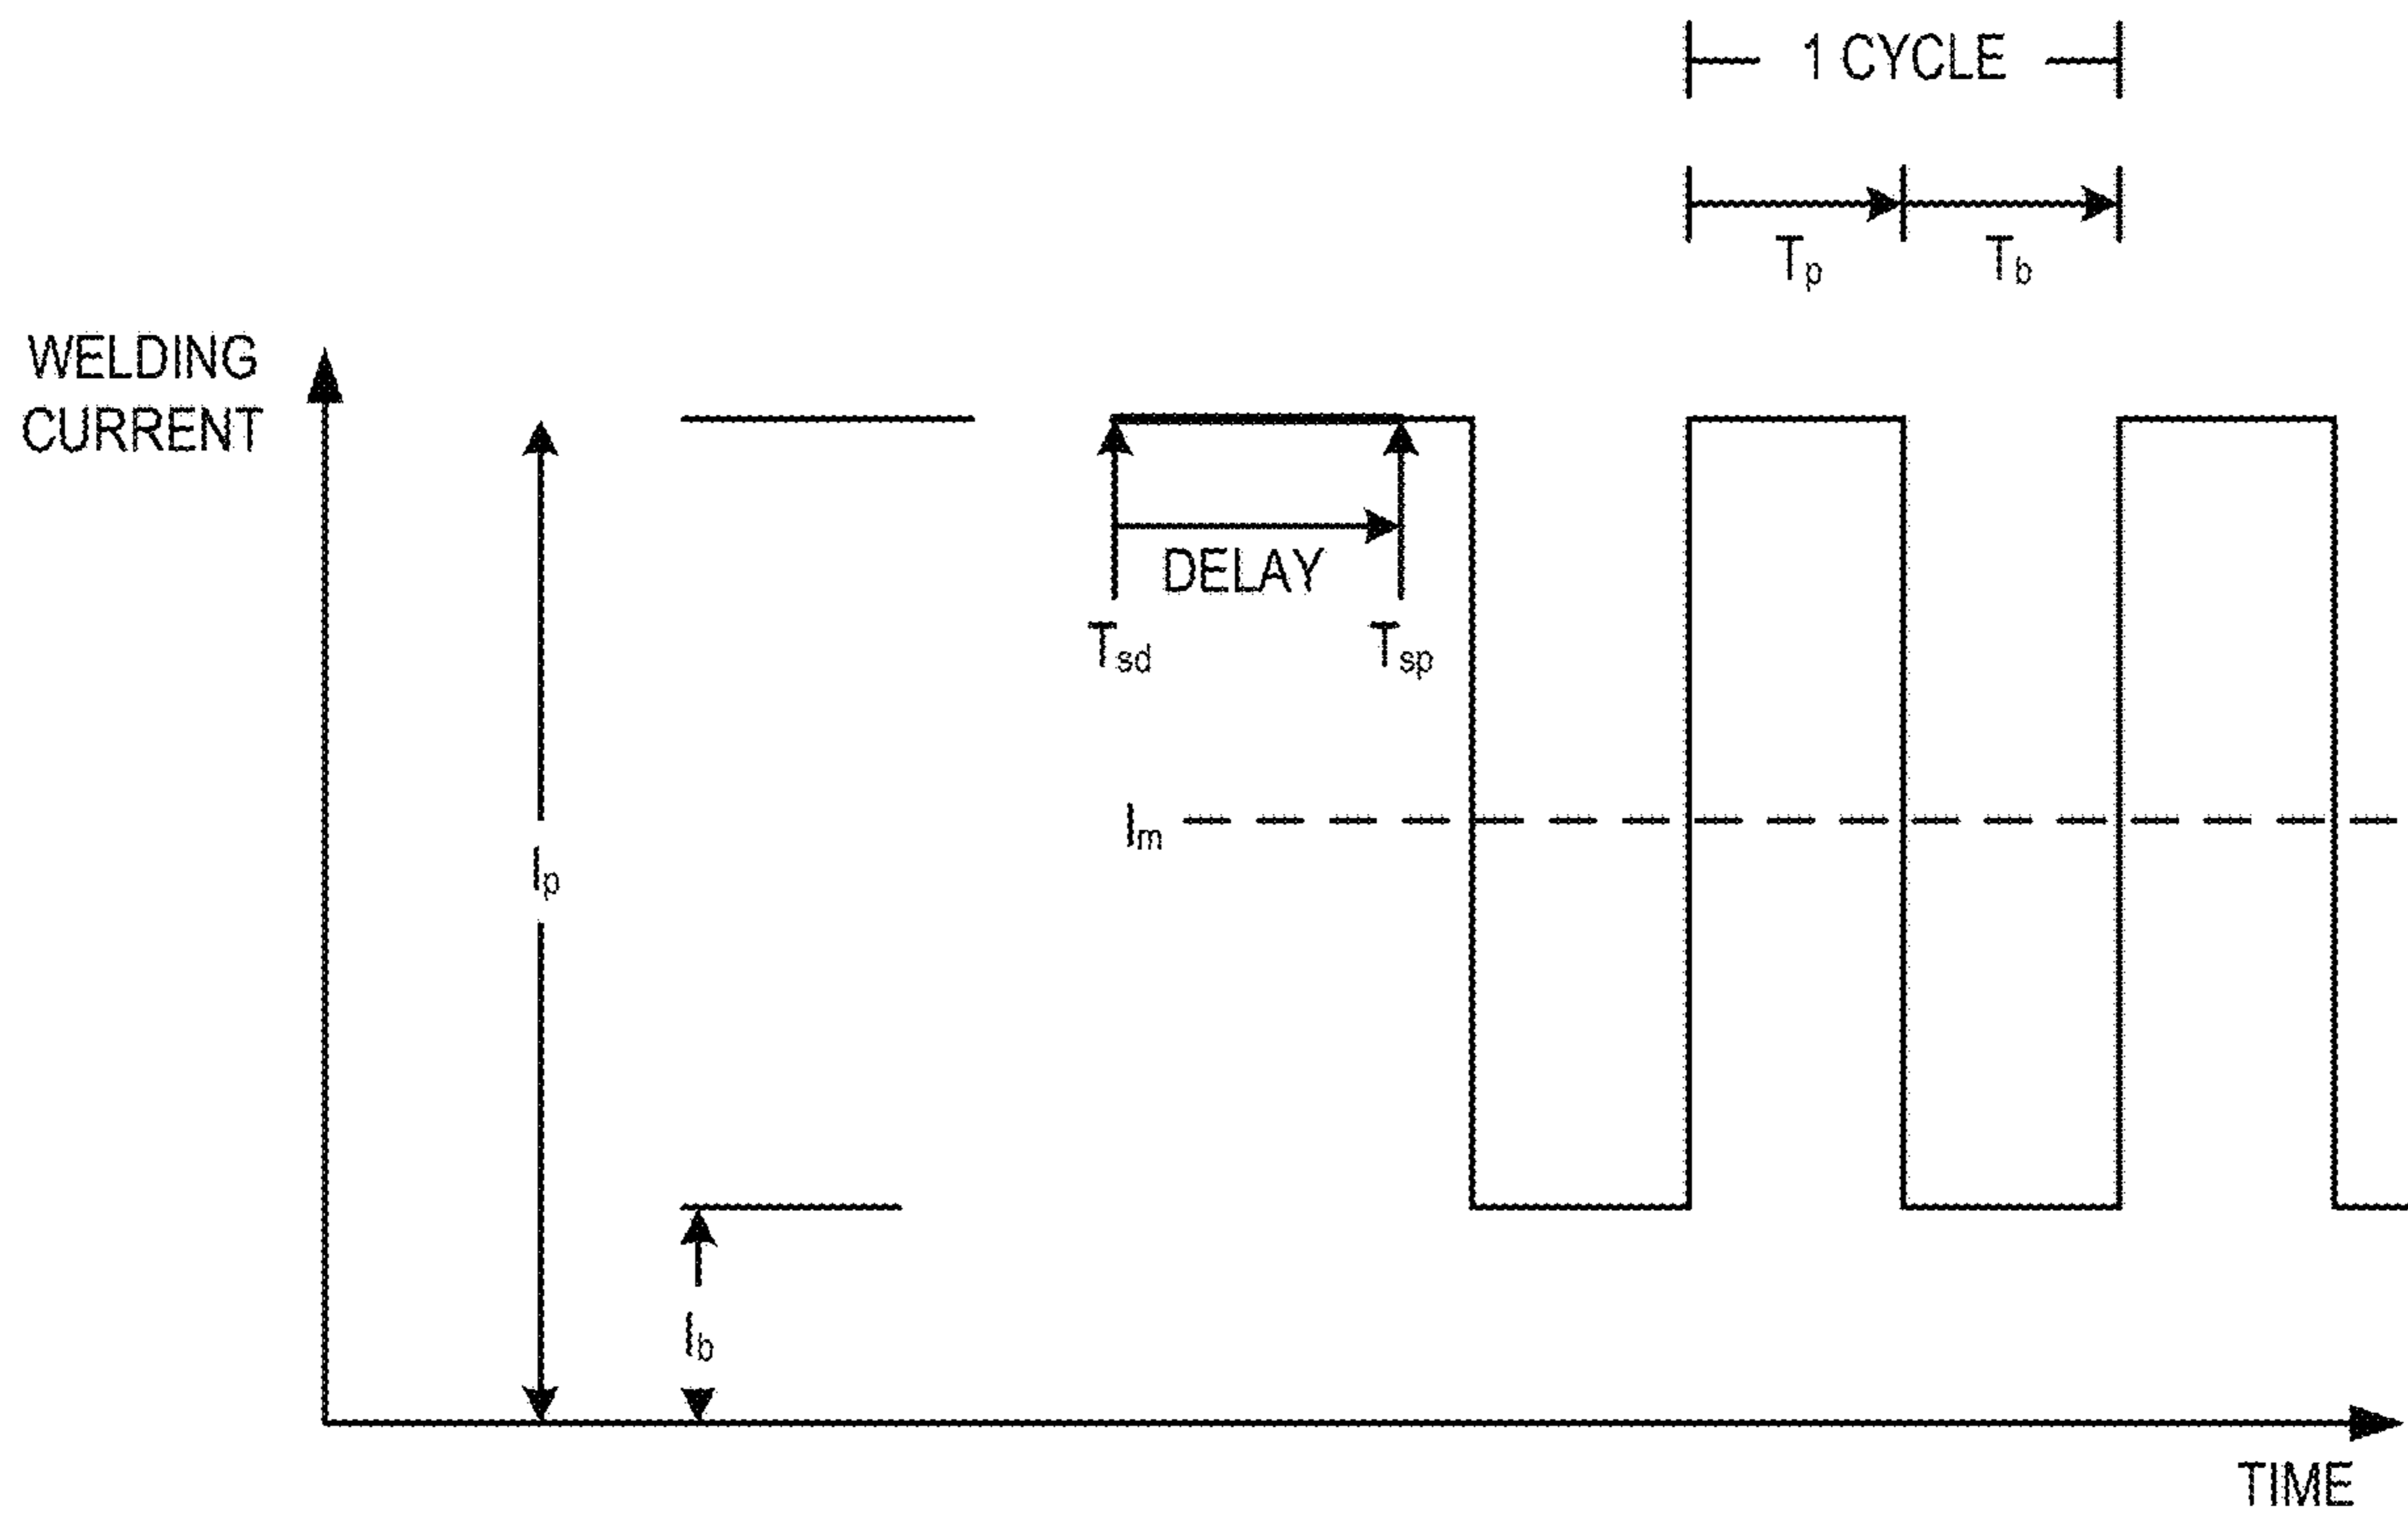 1 CYCLE
Tp
Tb
WELDING
CURRENT
DELAY
Tsd
Tsp
Im
Ip
Ib
TIME